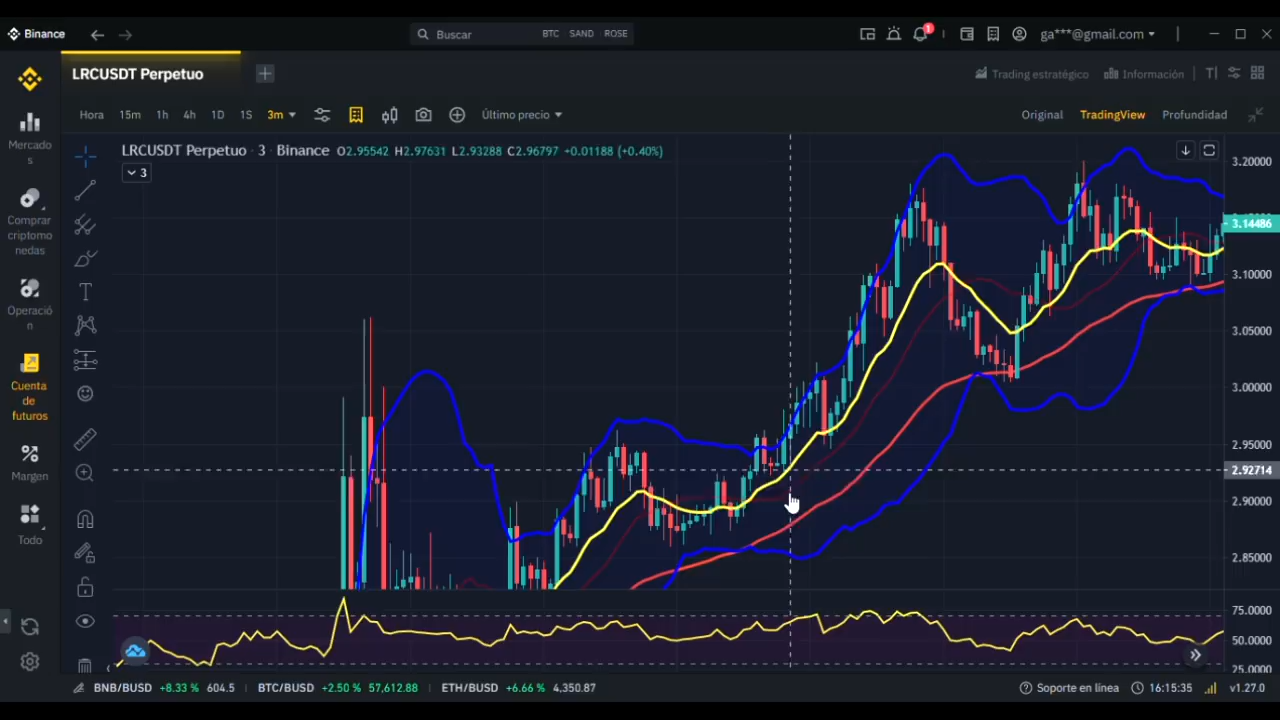 Binance
Buscar BTC SAND ROSE
1
ga***@gmail.com
LRCUSDT Perpetuo
Trading estratégico
Información
Hora 15m 1h 4h 1D 1S 3m
Último precio
Original TradingView Profundidad
Mercado
s
Comprar
criptomo
nedas
Operació
n
Cuenta
de
futuros
Margen
Todo
LRCUSDT Perpetuo · 3 · Binance O2.95542 H2.97631 L2.93288 C2.96797 +0.01188 (+0.40%)
3
3.20000
3.14486
3.10000
3.05000
3.00000
2.95000
2.92714
2.90000
2.85000
75.0000
50.0000
25.0000
BNB/BUSD +8.33 % 604.5
BTC/BUSD +2.50 % 57,612.88
ETH/BUSD +6.66 % 4,350.87
Soporte en línea
16:15:35
v1.27.0